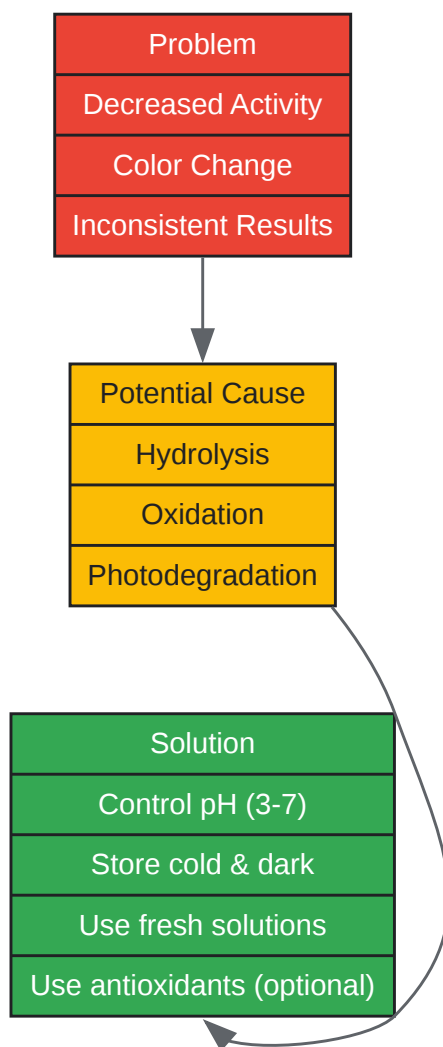 Problem
Decreased Activity
Color Change
Inconsistent Results
Potential Cause
Hydrolysis
Oxidation
Photodegradation
Solution
Control pH (3-7)
Store cold & dark
Use fresh solutions
Use antioxidants (optional)